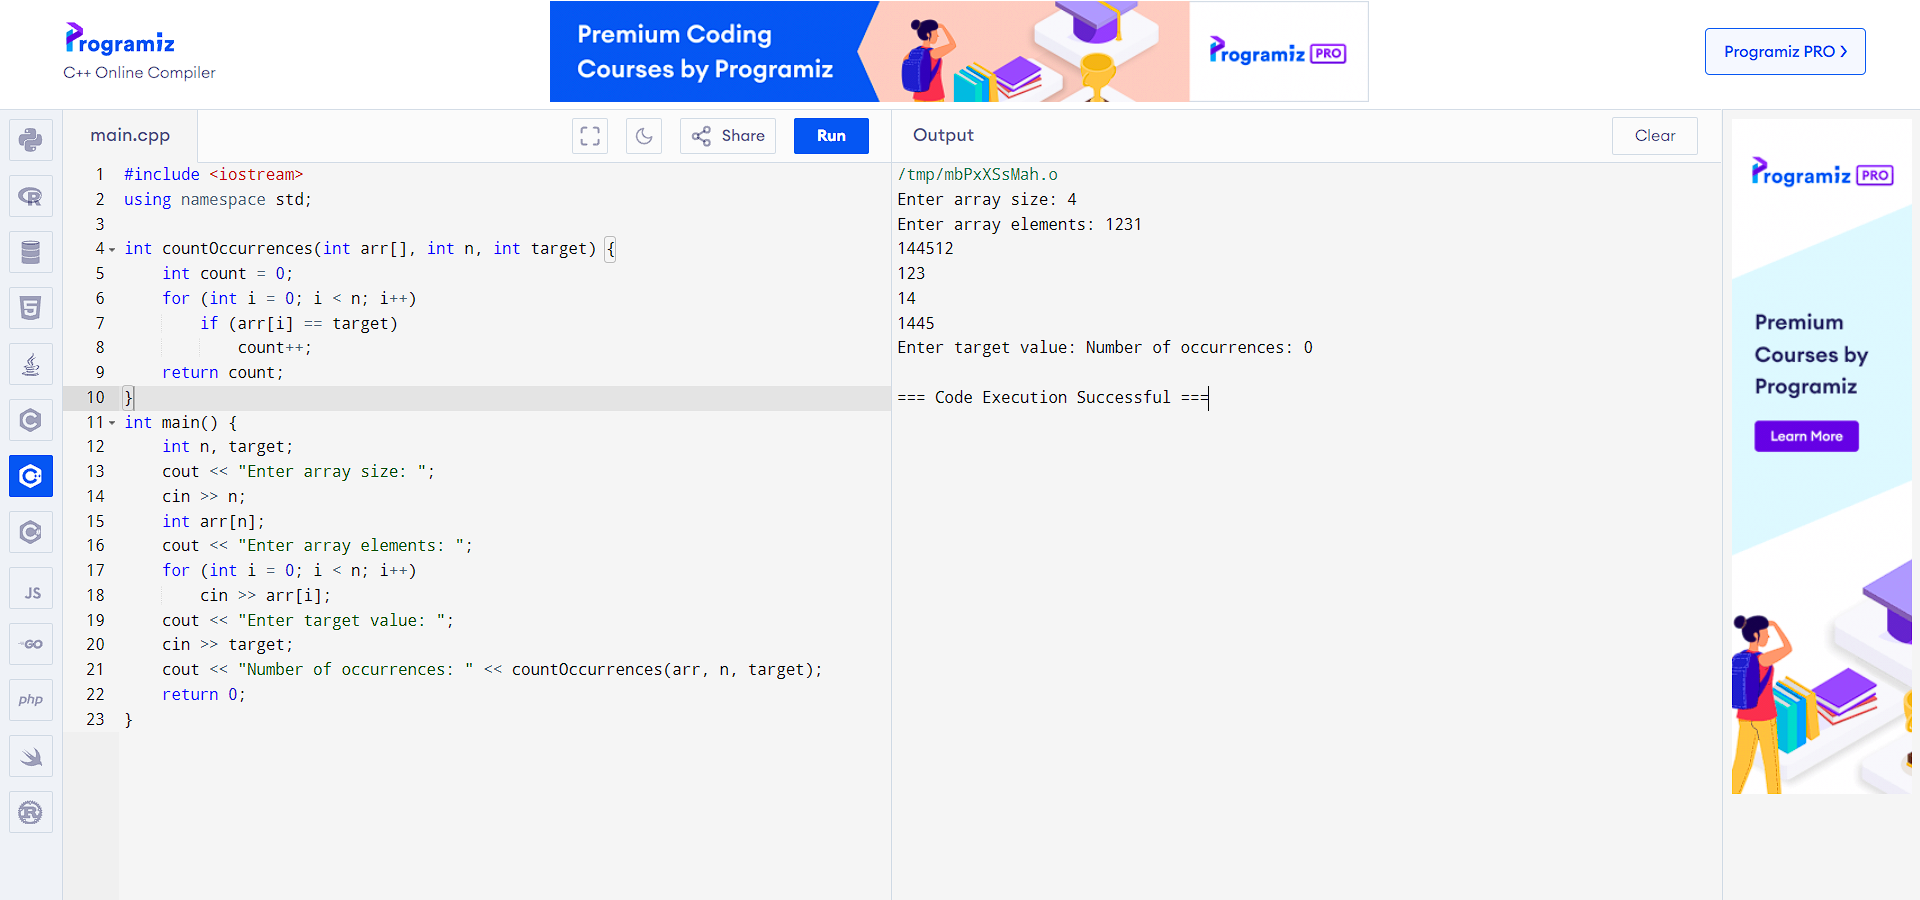 Programiz
C++ Online Compiler
Premium Coding
Courses by Programiz
Programiz PRO
Programiz PRO
main.cpp
Share
Run
Output
Clear
1 #include <iostream>
2 using namespace std;
3
4 int countOccurrences(int arr[], int n, int target) {
5 int count = 0;
6 for (int i = 0; i < n; i++)
7 if (arr[i] == target)
8 count++;
9 return count;
10 }
11 int main() {
12 int n, target;
13 cout << "Enter array size: ";
14 cin >> n;
15 int arr[n];
16 cout << "Enter array elements: ";
17 for (int i = 0; i < n; i++)
18 cin >> arr[i];
19 cout << "Enter target value: ";
20 cin >> target;
21 cout << "Number of occurrences: " << countOccurrences(arr, n, target);
22 return 0;
23 }
/tmp/mbPxXSsMah.o
Enter array size: 4
Enter array elements: 1231
144512
123
14
1445
Enter target value: Number of occurrences: 0
=== Code Execution Successful ===
Programiz PRO
Premium
Courses by
Programiz
Learn More
R
5
C
C+
C
JS
GO
php
R